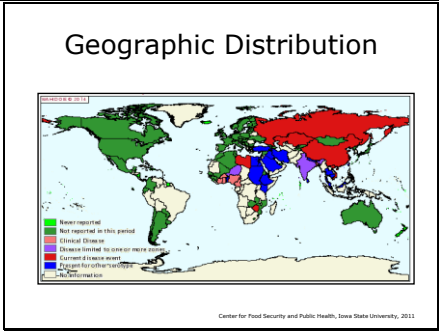 Geographic Distribution
Never reported
Not reported in this period
Clinical Disease
Disease limited to one or more zones
Current disease event
Present for other serotype
No information
Center for Food Security and Public Health, Iowa State University, 2011